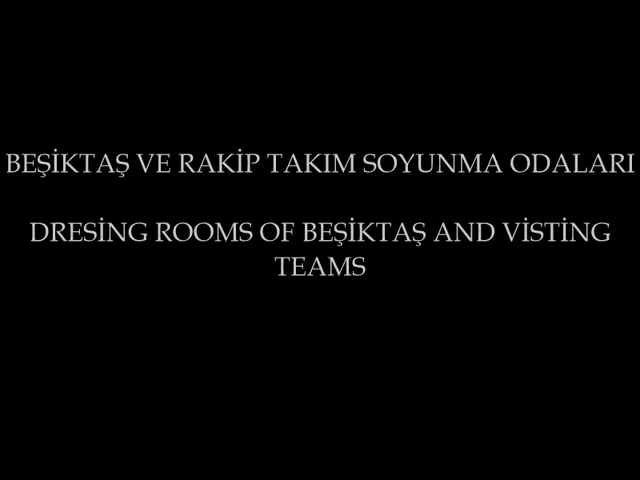 BEŞİKTAŞ VE RAKİP TAKIM SOYUNMA ODALARI
DRESİNG ROOMS OF BEŞİKTAŞ AND VİSTİNG
TEAMS